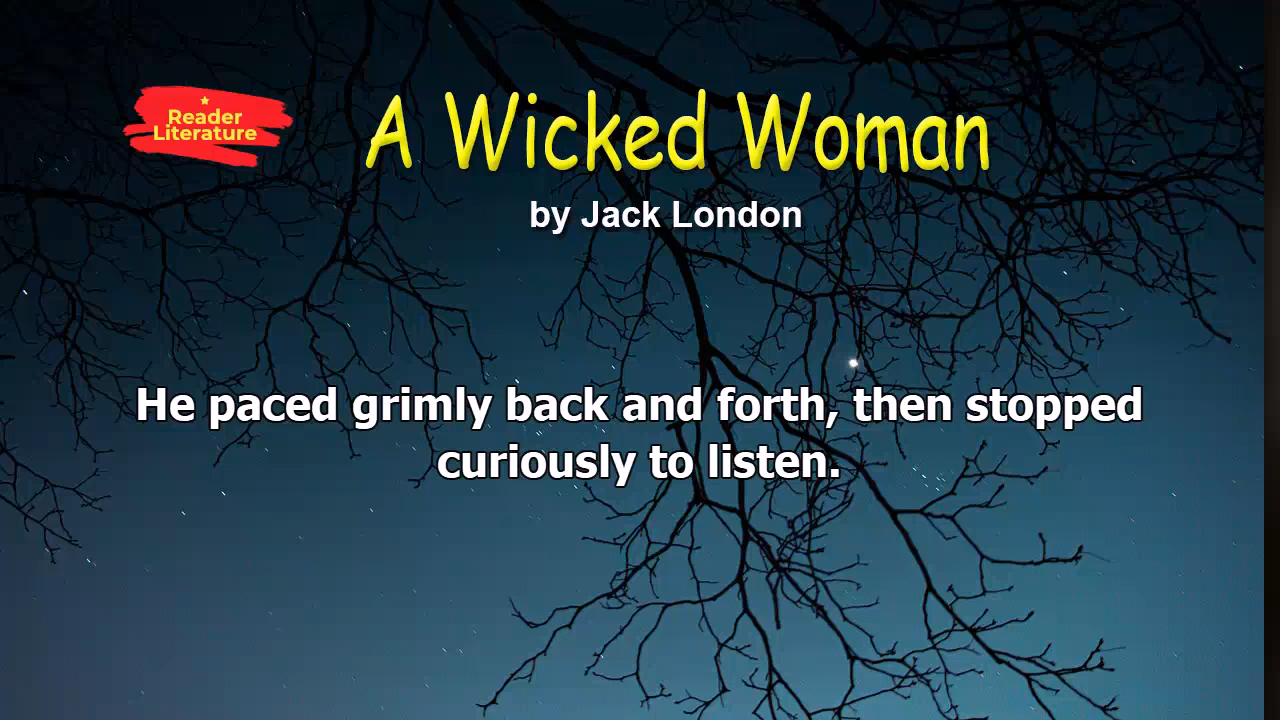 Reader
Literature
A Wicked Woman
by Jack London
He paced grimly back and forth, then stopped
curiously to listen.